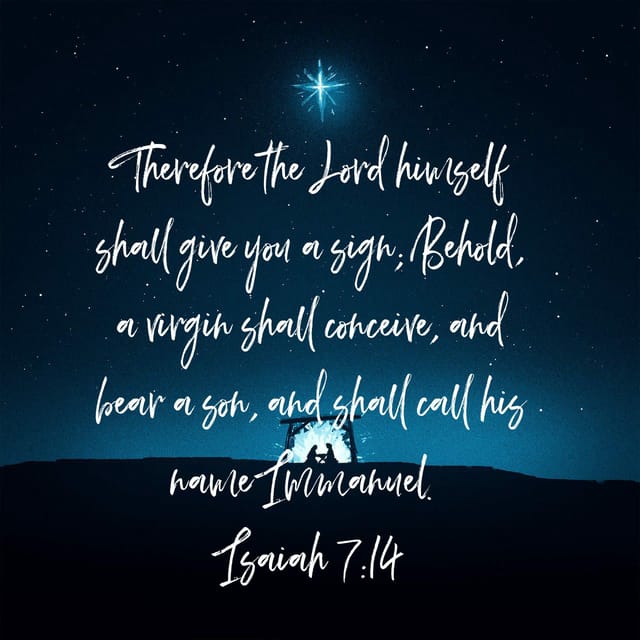 Therefore the Lord himself
shall give you a sign; Behold,
a virgin shall conceive, and
bear a son, and shall call his
name Immanuel.
Isaiah 7:14